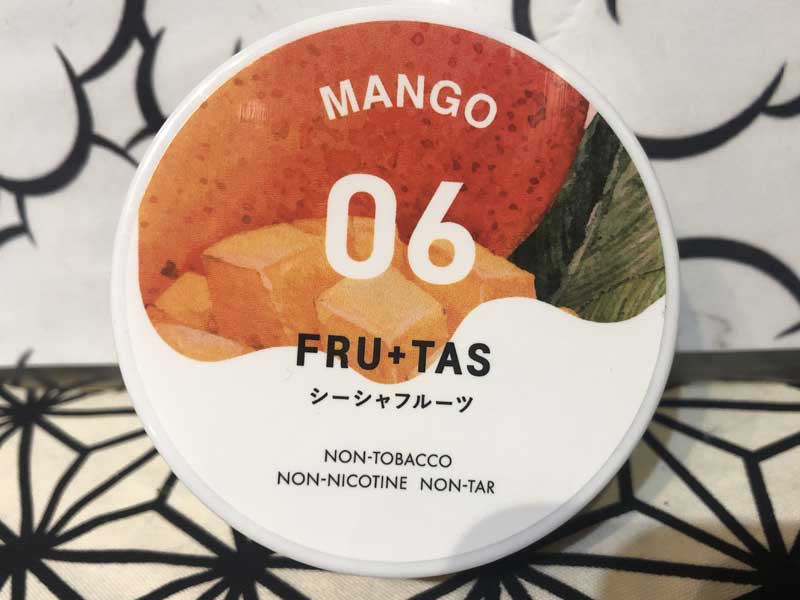 MANGO
06
FRU+TAS
シーシャフルーツ
NON-TOBACCO
NON-NICOTINE NON-TAR